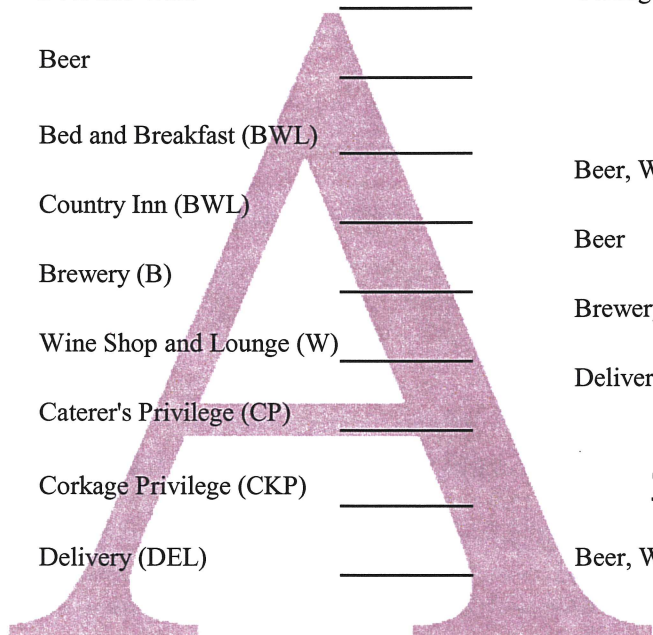 Beer
Bed and Breakfast (BWL)
Beer, W
Country Inn (BWL)
Beer
Brewery (B)
Brewery
Wine Shop and Lounge (W)
Deliver
Caterer's Privilege (CP)
Corkage Privilege (CKP)
Delivery (DEL)
Beer, W
A